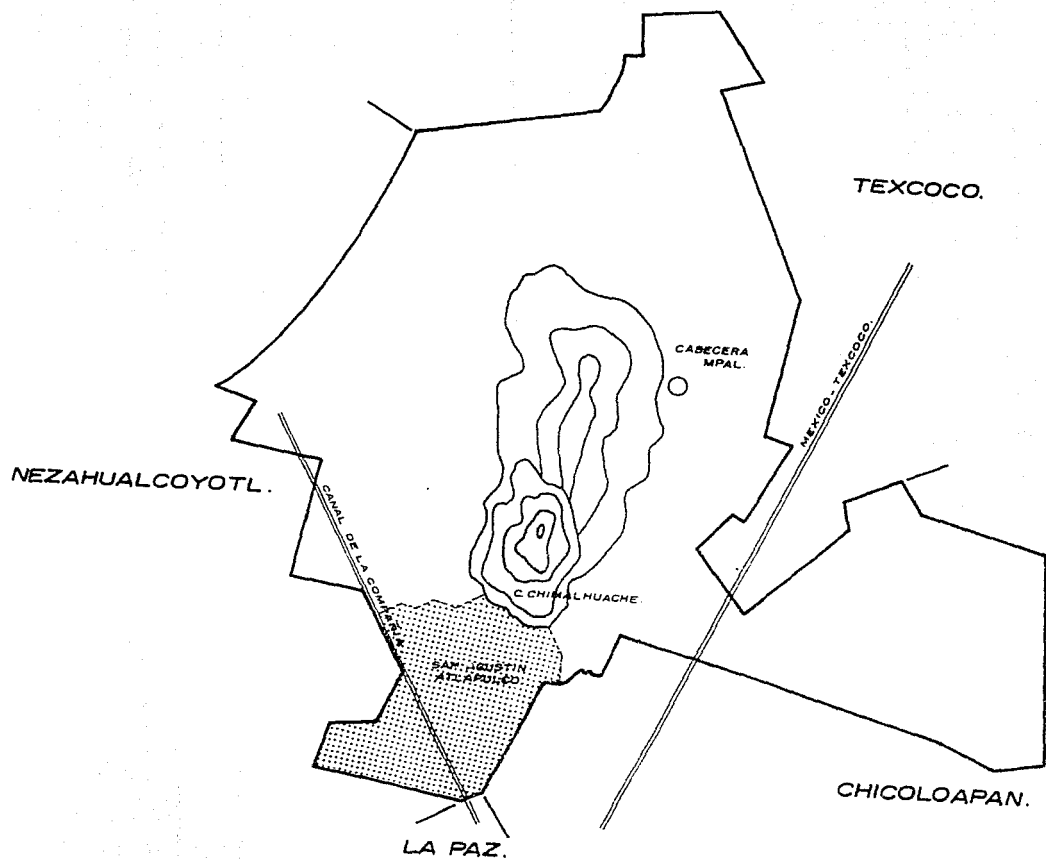 TEXCOCO.
MEXICO - TEXCOCO.
CABECERA
MPAL.
NEZAHUALCOYOTL.
CANAL DE LA COMPAÑIA
C. CHIMALHUACHE.
SAN AGUSTIN
ATLAPULCO
CHICOLOAPAN.
LA PAZ.